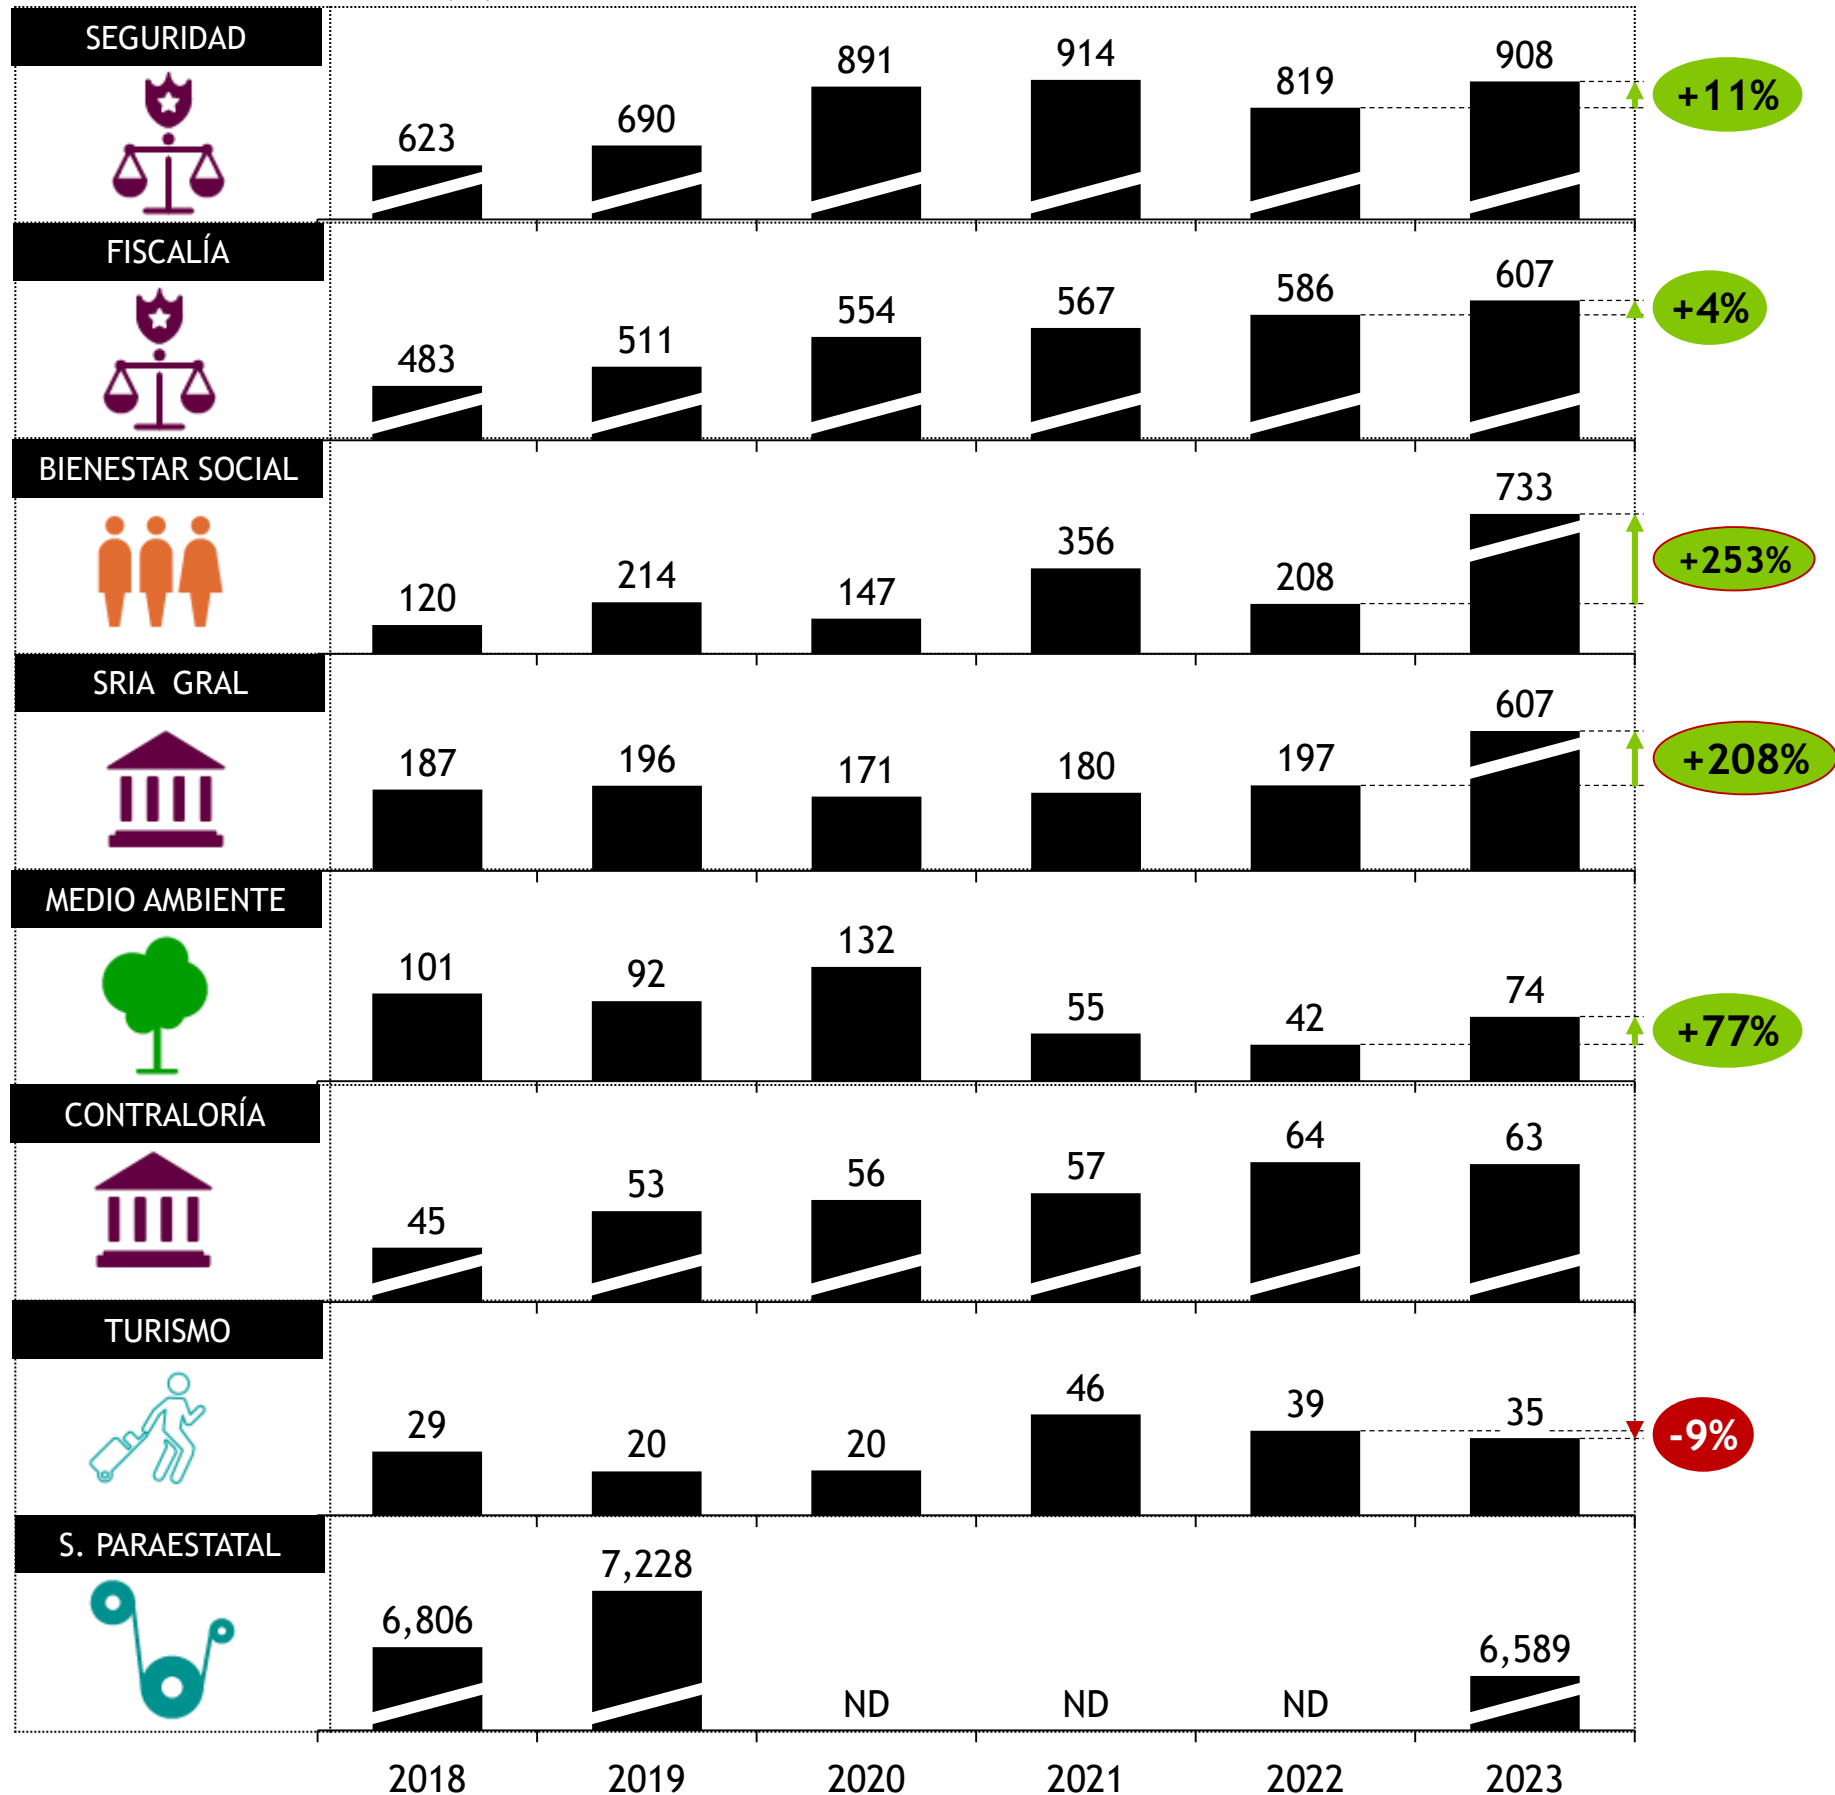 SEGURIDAD
623 690 891 914 819 908 +11%
FISCALÍA
483 511 554 567 586 607 +4%
BIENESTAR SOCIAL
120 214 147 356 208 733 +253%
SRIA GRAL
187 196 171 180 197 607 +208%
MEDIO AMBIENTE
101 92 132 55 42 74 +77%
CONTRALORÍA
45 53 56 57 64 63
TURISMO
29 20 20 46 39 35 -9%
S. PARAESTATAL
6,806 7,228 ND ND ND 6,589
2018 2019 2020 2021 2022 2023